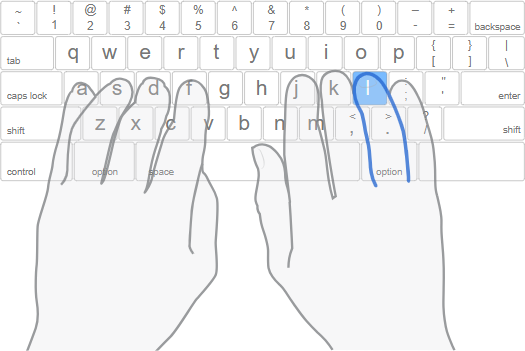 ~ ! @ # $ % ^ & * ( ) – +
` 1 2 3 4 5 6 7 8 9 0 - = backspace
tab q w e r t y u i o p { [ } ] | \
caps lock a s d f g h j k l : ; " ' enter
shift z x c v b n m < , > . ? / shift
control option space option